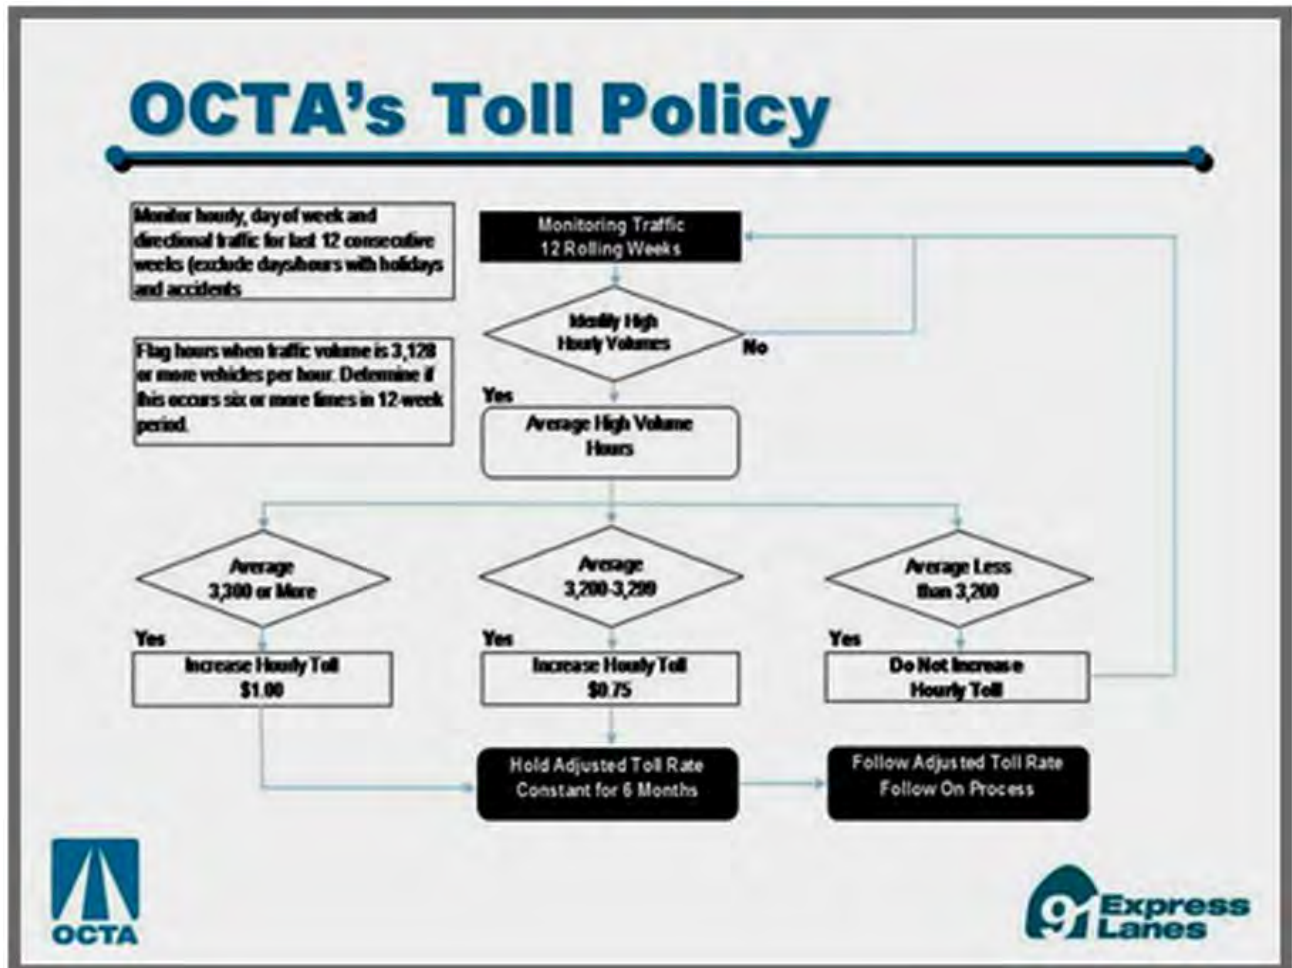 OCTA's Toll Policy
Monitor hourly, day of week and
directional traffic for last 12 consecutive
weeks (exclude days/hours with holidays
and accidents
Flag hours when traffic volume is 3,128
or more vehicles per hour. Determine if
this occurs six or more times in 12-week
period.
Monitoring Traffic
12 Rolling Weeks
Identify High
Hourly Volumes
No
Yes
Average High Volume
Hours
Average
3,300 or More
Average
3,200-3,299
Average Less
than 3,200
Yes
Increase Hourly Toll
$1.00
Yes
Increase Hourly Toll
$0.75
Yes
Do Not Increase
Hourly Toll
Hold Adjusted Toll Rate
Constant for 6 Months
Follow Adjusted Toll Rate
Follow On Process
OCTA
91 Express
Lanes